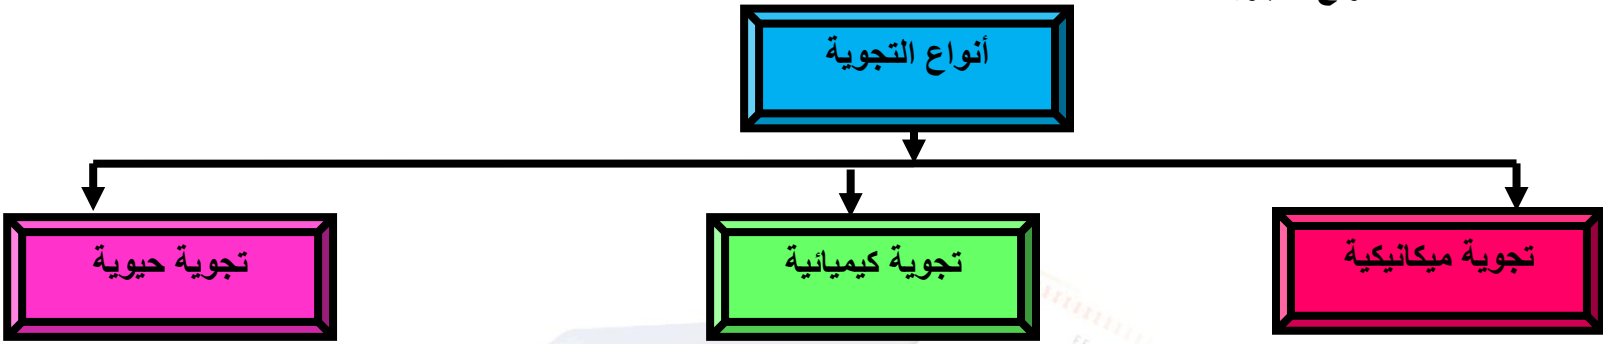 أنواع التجوية
تجوية ميكانيكية
تجوية كيميائية
تجوية حيوية